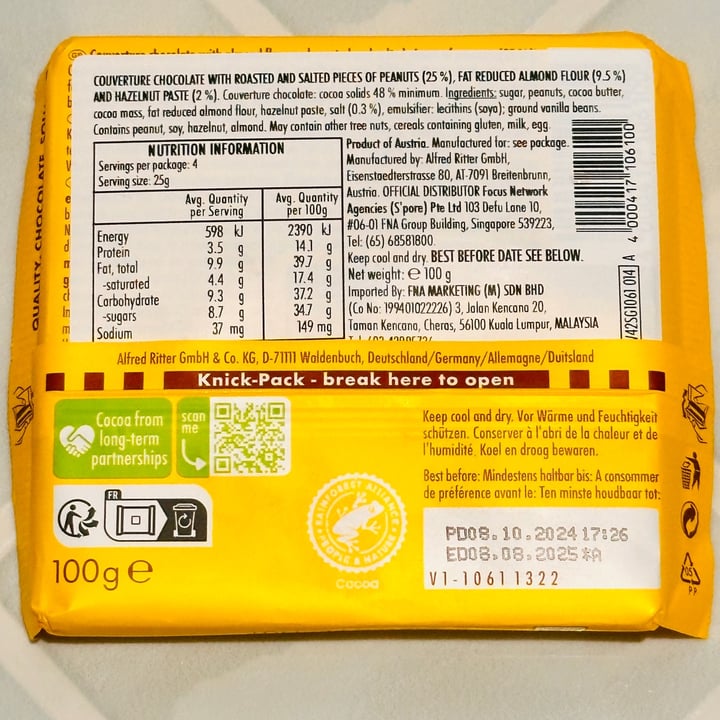 COUVERTURE CHOCOLATE WITH ROASTED AND SALTED PIECES OF PEANUTS (25 %), FAT REDUCED ALMOND FLOUR (9.5 %)
AND HAZELNUT PASTE (2 %). Couverture chocolate: cocoa solids 48 % minimum. Ingredients: sugar, peanuts, cocoa butter,
cocoa mass, fat reduced almond flour, hazelnut paste, salt (0.3 %), emulsifier: lecithins (soya); ground vanilla beans.
Contains peanut, soy, hazelnut, almond. May contain other tree nuts, cereals containing gluten, milk, egg.
NUTRITION INFORMATION
Servings per package: 4
Serving size: 25g
Avg. Quantity per Serving Avg. Quantity per 100g
Energy 598 kJ 2390 kJ
Protein 3.5 g 14.1 g
Fat, total 9.9 g 39.7 g
-saturated 4.4 g 17.4 g
Carbohydrate 9.3 g 37.2 g
-sugars 8.7 g 34.7 g
Sodium 37 mg 149 mg
Product of Austria. Manufactured for: see package.
Manufactured by: Alfred Ritter GmbH,
Eisenstaedterstrasse 80, AT-7091 Breitenbrunn,
Austria. OFFICIAL DISTRIBUTOR Focus Network
Agencies (S'pore) Pte Ltd 103 Defu Lane 10,
#06-01 FNA Group Building, Singapore 539223,
Tel: (65) 68581800.
Keep cool and dry. BEST BEFORE DATE SEE BELOW.
Net weight: ℮ 100 g
Imported By: FNA MARKETING (M) SDN BHD
(Co No: 199401022226) 3, Jalan Kencana 20,
Taman Kencana, Cheras, 56100 Kuala Lumpur, MALAYSIA
4 000417 106100
/42SG1061 014 A
QUALITY. CHOCOLATE.
Alfred Ritter GmbH & Co. KG, D-71111 Waldenbuch, Deutschland/Germany/Allemagne/Duitsland
Knick-Pack - break here to open
Cocoa from
long-term
partnerships
scan
me
FR
100g ℮
RAINFOREST ALLIANCE
PEOPLE & NATURE
Cocoa
Keep cool and dry. Vor Wärme und Feuchtigkeit
schützen. Conserver à l'abri de la chaleur et de
l'humidité. Koel en droog bewaren.
Best before: Mindestens haltbar bis: A consommer
de préférence avant le: Ten minste houdbaar tot:
PD08.10.2024 17:26
ED08.08.2025 *A
V1-1061 1322
05
PP